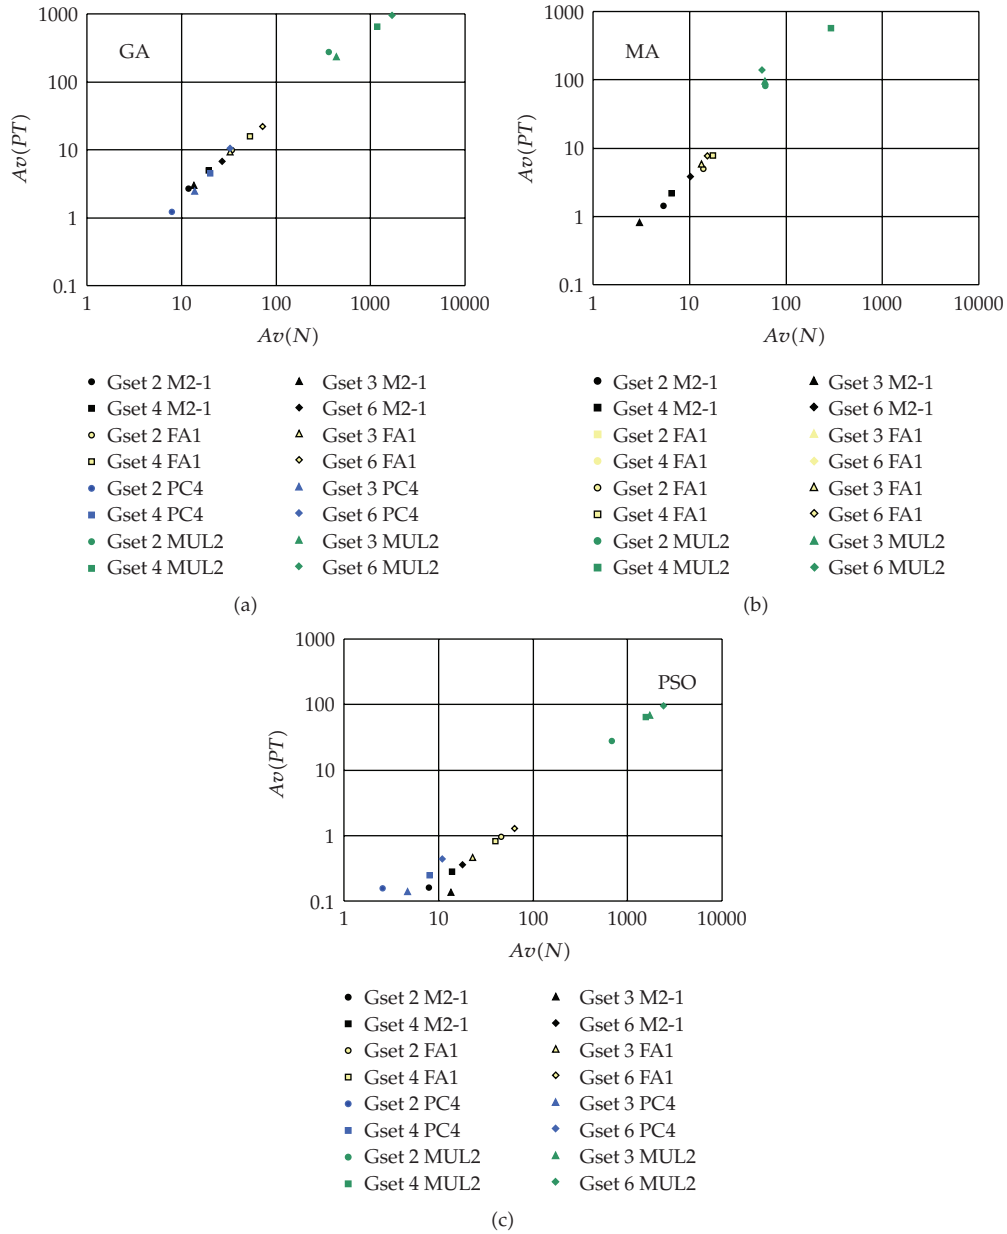 1000
100
10
1
0.1
Av(PT)
GA
1 10 100 1000 10000
Av(N)
Gset 2 M2-1 Gset 3 M2-1
Gset 4 M2-1 Gset 6 M2-1
Gset 2 FA1 Gset 3 FA1
Gset 4 FA1 Gset 6 FA1
Gset 2 PC4 Gset 3 PC4
Gset 4 PC4 Gset 6 PC4
Gset 2 MUL2 Gset 3 MUL2
Gset 4 MUL2 Gset 6 MUL2
(a)
1000
100
10
1
0.1
Av(PT)
MA
1 10 100 1000 10000
Av(N)
Gset 2 M2-1 Gset 3 M2-1
Gset 4 M2-1 Gset 6 M2-1
Gset 2 FA1 Gset 3 FA1
Gset 4 FA1 Gset 6 FA1
Gset 2 FA1 Gset 3 FA1
Gset 4 FA1 Gset 6 FA1
Gset 2 MUL2 Gset 3 MUL2
Gset 4 MUL2 Gset 6 MUL2
(b)
1000
100
10
1
0.1
Av(PT)
PSO
1 10 100 1000 10000
Av(N)
Gset 2 M2-1 Gset 3 M2-1
Gset 4 M2-1 Gset 6 M2-1
Gset 2 FA1 Gset 3 FA1
Gset 4 FA1 Gset 6 FA1
Gset 2 PC4 Gset 3 PC4
Gset 4 PC4 Gset 6 PC4
Gset 2 MUL2 Gset 3 MUL2
Gset 4 MUL2 Gset 6 MUL2
(c)